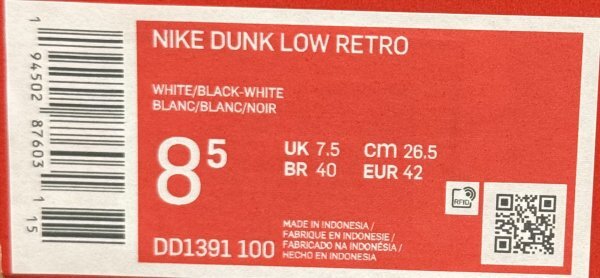 NIKE DUNK LOW RETRO
WHITE/BLACK-WHITE
BLANC/BLANC/NOIR
8⁵
UK 7.5 cm 26.5
BR 40 EUR 42
RFID
MADE IN INDONESIA/
FABRIQUE EN INDONESIE/
FABRICADO NA INDONÉSIA/
HECHO EN INDONESIA
DD1391 100
1 94502 87603 1 15